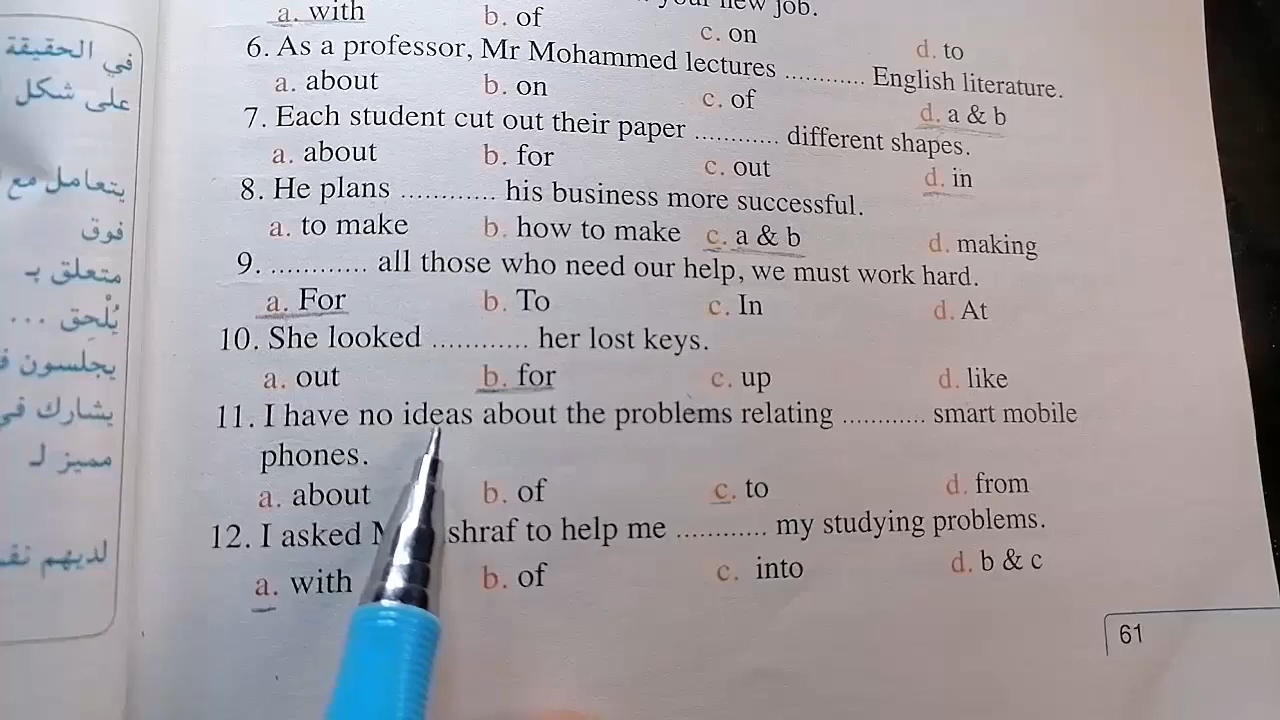 your new job.
a. with b. of c. on d. to
6. As a professor, Mr Mohammed lectures ............ English literature.
a. about b. on c. of d. a & b
7. Each student cut out their paper ............ different shapes.
a. about b. for c. out d. in
8. He plans ............ his business more successful.
a. to make b. how to make c. a & b d. making
9. ............ all those who need our help, we must work hard.
a. For b. To c. In d. At
10. She looked ............ her lost keys.
a. out b. for c. up d. like
11. I have no ideas about the problems relating ............ smart mobile
phones.
a. about b. of c. to d. from
12. I asked shraf to help me ............ my studying problems.
a. with b. of c. into d. b & c
61
في الحقيقة
على شكل
يتعامل مع
فوق
متعلق بـ
يُلْحِق ...
يجلسون
يشارك في
مميز لـ
لديهم